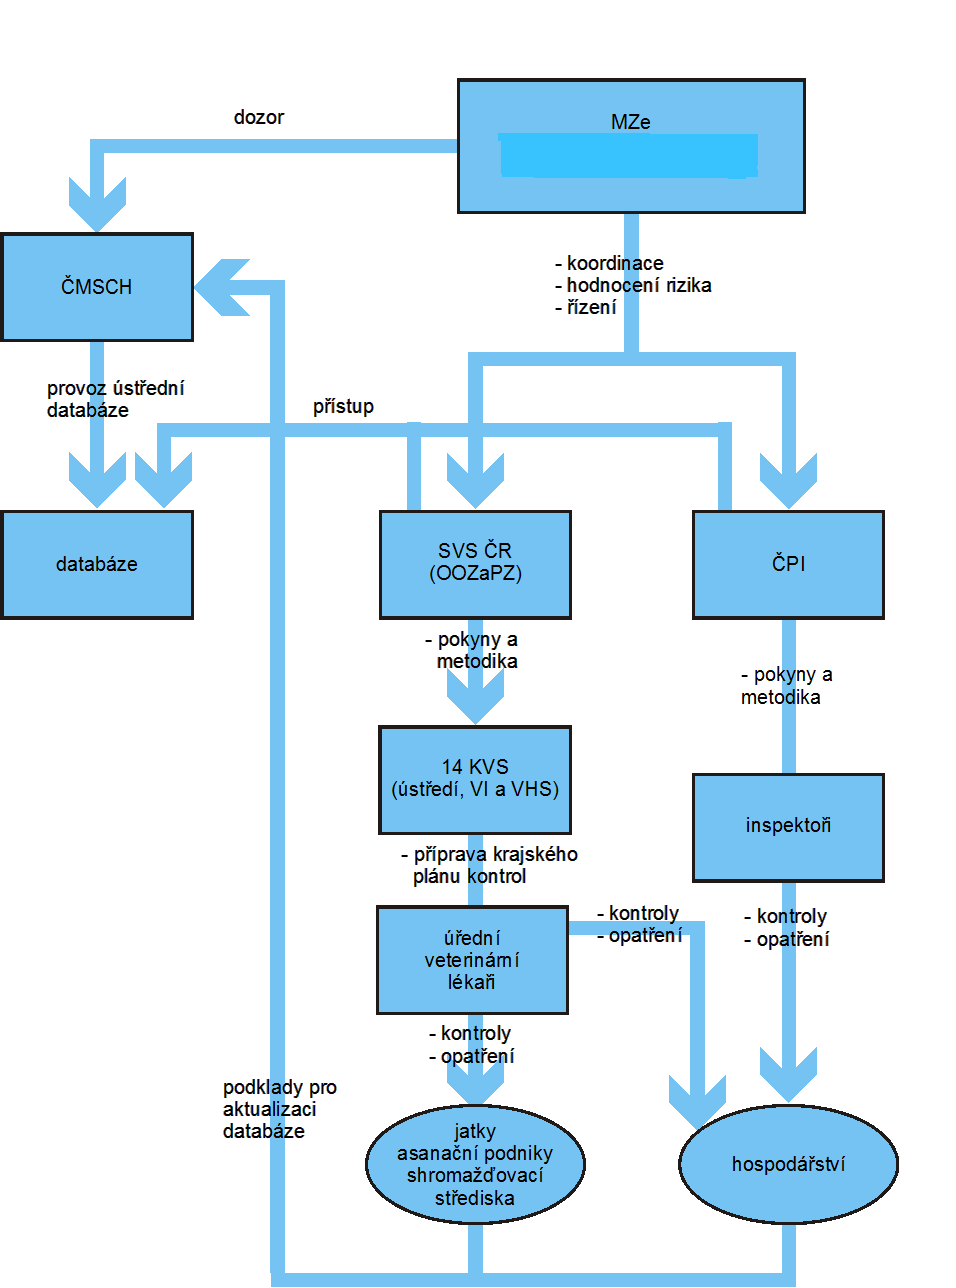 MZe
dozor
- koordinace
- hodnocení rizika
- řízení
ČMSCH
provoz ústřední
databáze
přístup
databáze
SVS ČR
(OOZaPZ)
ČPI
- pokyny a
metodika
- pokyny a
metodika
14 KVS
(ústředí, VI a VHS)
inspektoři
- příprava krajského
plánu kontrol
úřední
veterinární
lékaři
- kontroly
- opatření
- kontroly
- opatření
- kontroly
- opatření
podklady pro
aktualizaci
databáze
jatky
asanační podniky
shromažďovací
střediska
hospodářství